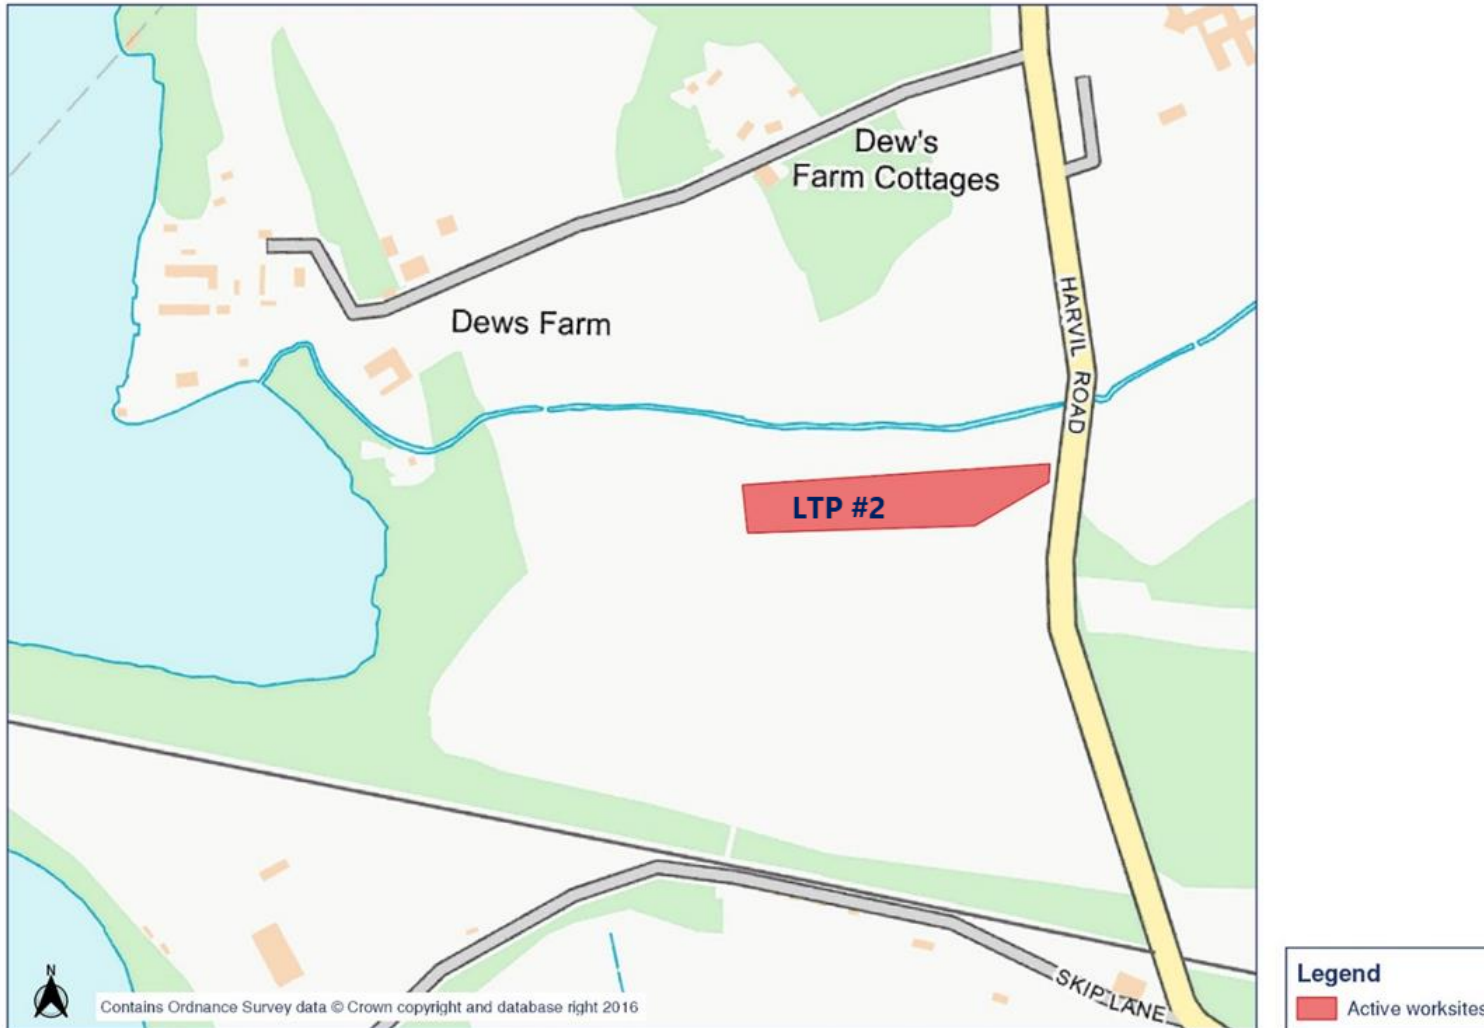 Dew's
Farm Cottages
HARVIL ROAD
Dews Farm
LTP #2
SKIP LANE
N
Contains Ordnance Survey data © Crown copyright and database right 2016
Legend
Active worksites